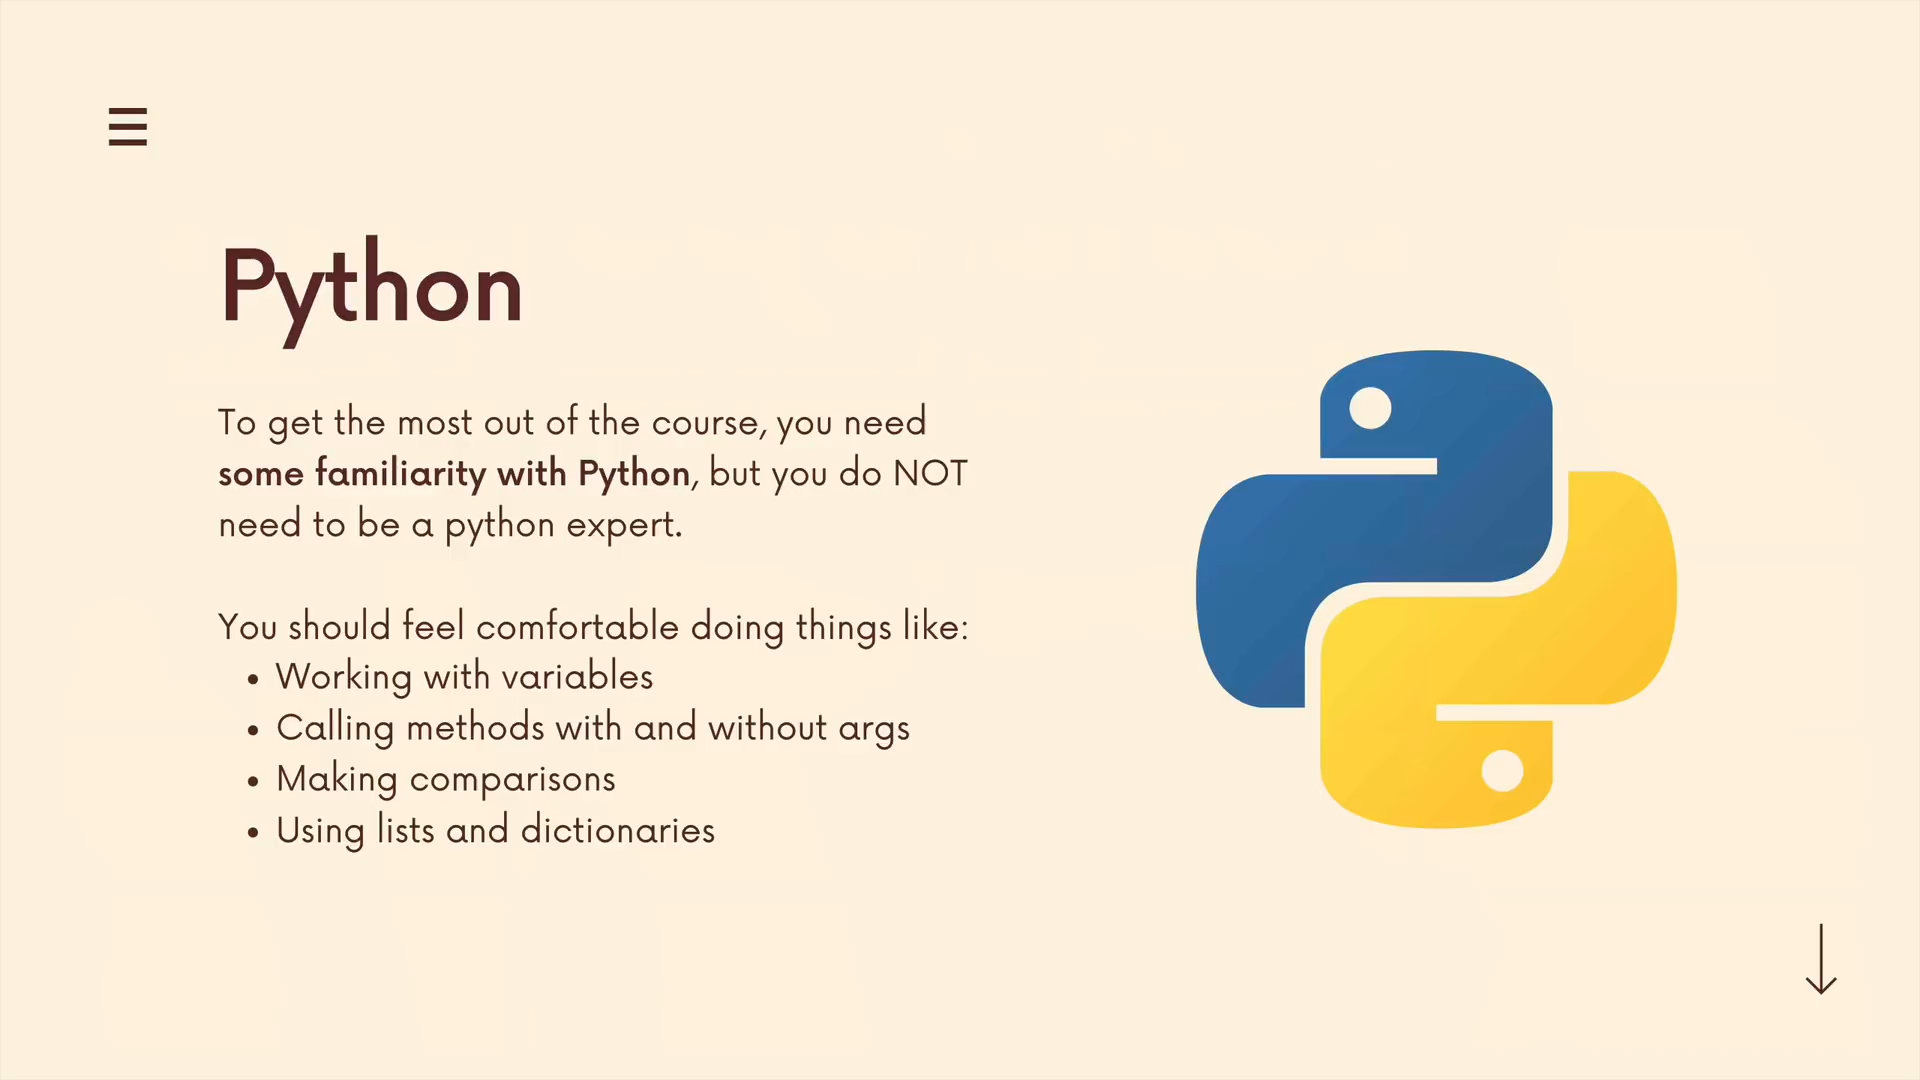 Python
To get the most out of the course, you need
some familiarity with Python, but you do NOT
need to be a python expert.
You should feel comfortable doing things like:
• Working with variables
• Calling methods with and without args
• Making comparisons
• Using lists and dictionaries